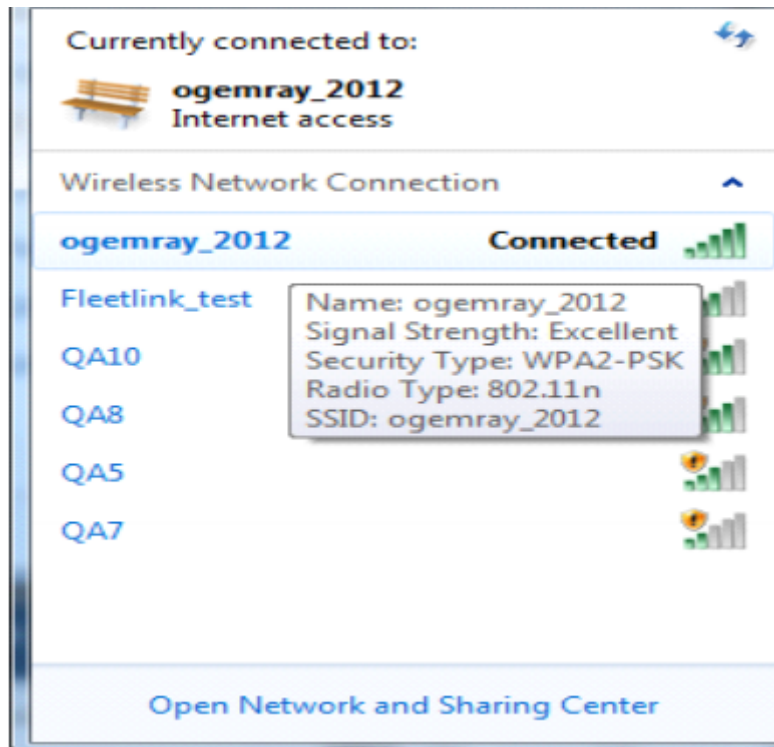 Currently connected to:
ogemray_2012
Internet access
Wireless Network Connection
ogemray_2012 Connected
Fleetlink_test
Name: ogemray_2012
Signal Strength: Excellent
Security Type: WPA2-PSK
Radio Type: 802.11n
SSID: ogemray_2012
QA10
QA8
QA5
QA7
Open Network and Sharing Center